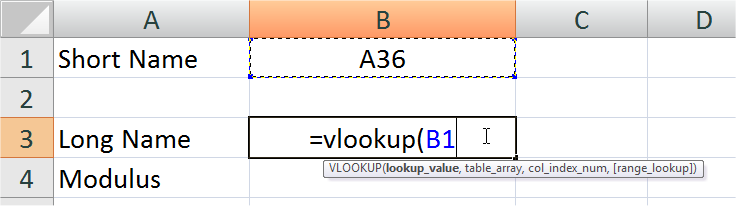 A B C D
1 Short Name A36
2
3 Long Name =vlookup(B1
VLOOKUP(lookup_value, table_array, col_index_num, [range_lookup])
4 Modulus